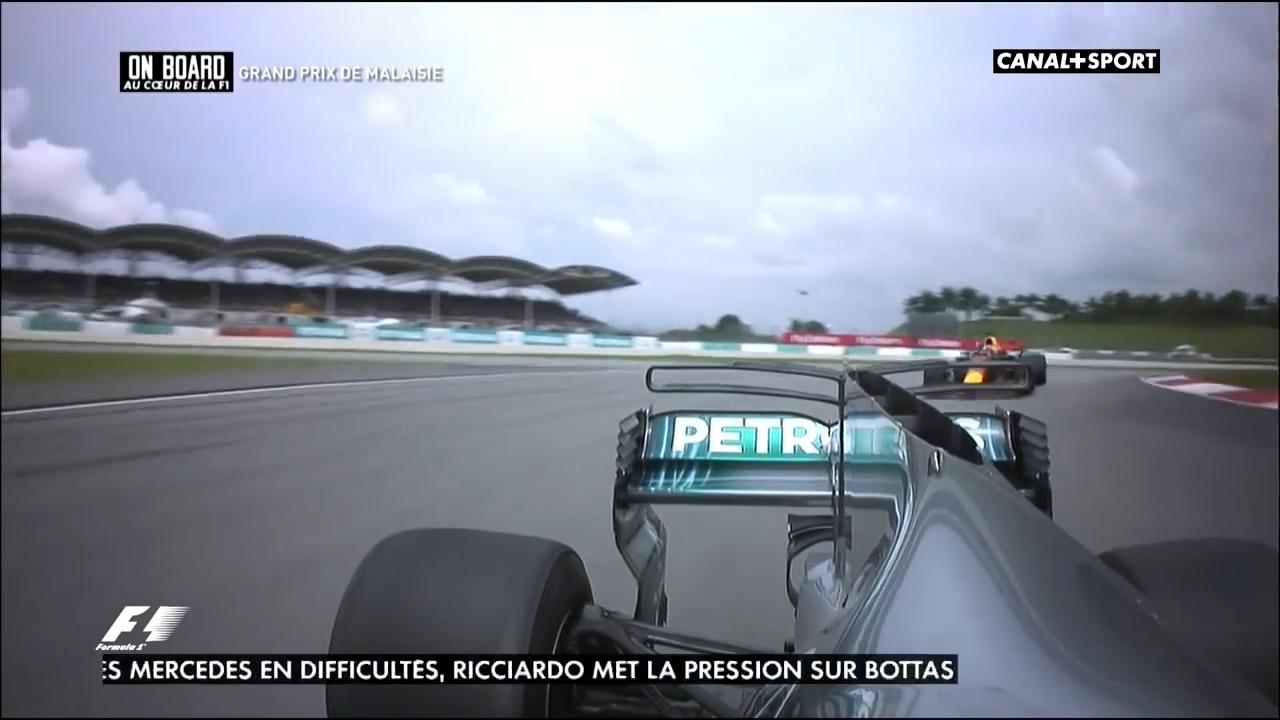 ON BOARD
AU CŒUR DE LA F1
GRAND PRIX DE MALAISIE
CANAL+SPORT
PETRONAS
F1
Formula 1
ES MERCEDES EN DIFFICULTÉS, RICCIARDO MET LA PRESSION SUR BOTTAS